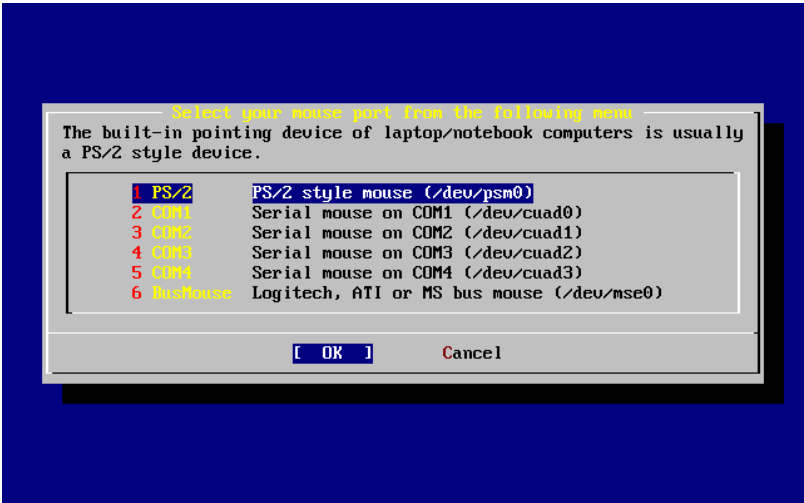 Select your mouse port from the following menu
The built-in pointing device of laptop/notebook computers is usually
a PS/2 style device.
1 PS/2 PS/2 style mouse (/dev/psm0)
2 COM1 Serial mouse on COM1 (/dev/cuad0)
3 COM2 Serial mouse on COM2 (/dev/cuad1)
4 COM3 Serial mouse on COM3 (/dev/cuad2)
5 COM4 Serial mouse on COM4 (/dev/cuad3)
6 BusMouse Logitech, ATI or MS bus mouse (/dev/mse0)
[ OK ] Cancel